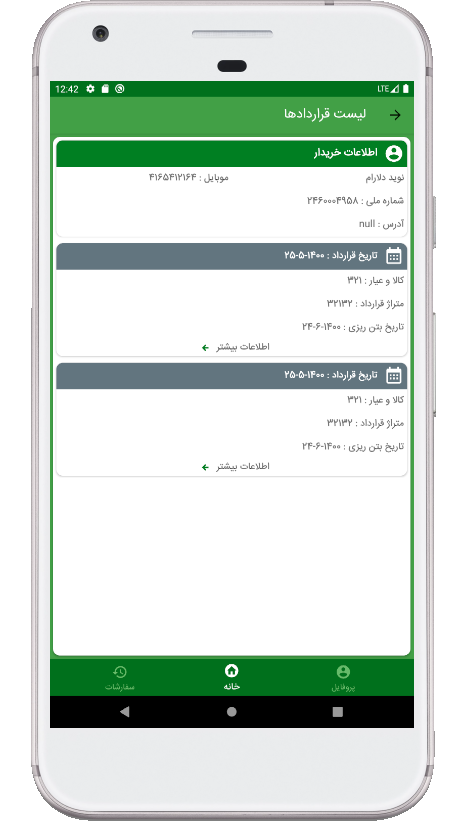 12:42 LTE
لیست قراردادها
اطلاعات خریدار
نوید دلارام موبایل : ۴۱۶۵۴۱۲۱۶۴
شماره ملی : ۲۴۶۰۰۰۴۹۵۸
آدرس : null
تاریخ قرارداد : ۱۴۰۰-۵-۲۵
کالا و عیار : ۳۲۱
متراژ قرارداد : ۳۲۱۳۲
تاریخ بتن ریزی : ۱۴۰۰-۶-۲۴
اطلاعات بیشتر
تاریخ قرارداد : ۱۴۰۰-۵-۲۵
کالا و عیار : ۳۲۱
متراژ قرارداد : ۳۲۱۳۲
تاریخ بتن ریزی : ۱۴۰۰-۶-۲۴
اطلاعات بیشتر
پروفایل خانه سفارشات